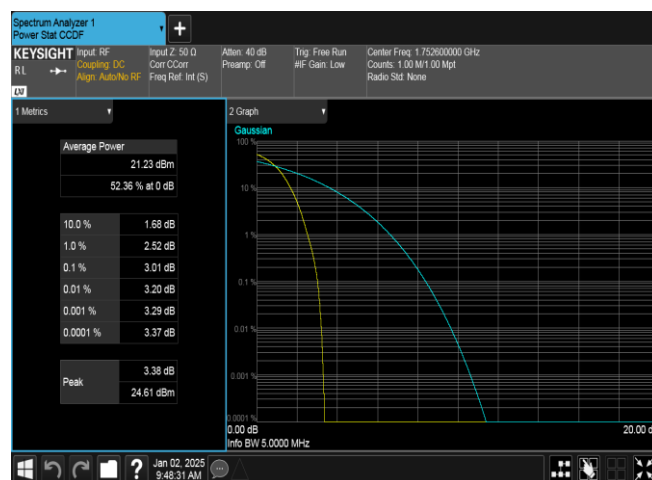 Spectrum Analyzer 1
Power Stat CCDF
+
KEYSIGHT
RL
LXI
Input: RF
Coupling: DC
Align: Auto/No RF
Input Z: 50 Ω
Corr CCorr
Freq Ref: Int (S)
Atten: 40 dB
Preamp: Off
Trig: Free Run
#IF Gain: Low
Center Freq: 1.752600000 GHz
Counts: 1.00 M/1.00 Mpt
Radio Std: None
1 Metrics
Average Power
21.23 dBm
52.36 % at 0 dB
10.0 % 1.68 dB
1.0 % 2.52 dB
0.1 % 3.01 dB
0.01 % 3.20 dB
0.001 % 3.29 dB
0.0001 % 3.37 dB
Peak
3.38 dB
24.61 dBm
2 Graph
Gaussian
100 %
10 %
1 %
0.1 %
0.01 %
0.001 %
0.0001 %
0.00 dB
20.00 d
Info BW 5.0000 MHz
?
Jan 02, 2025
9:48:31 AM